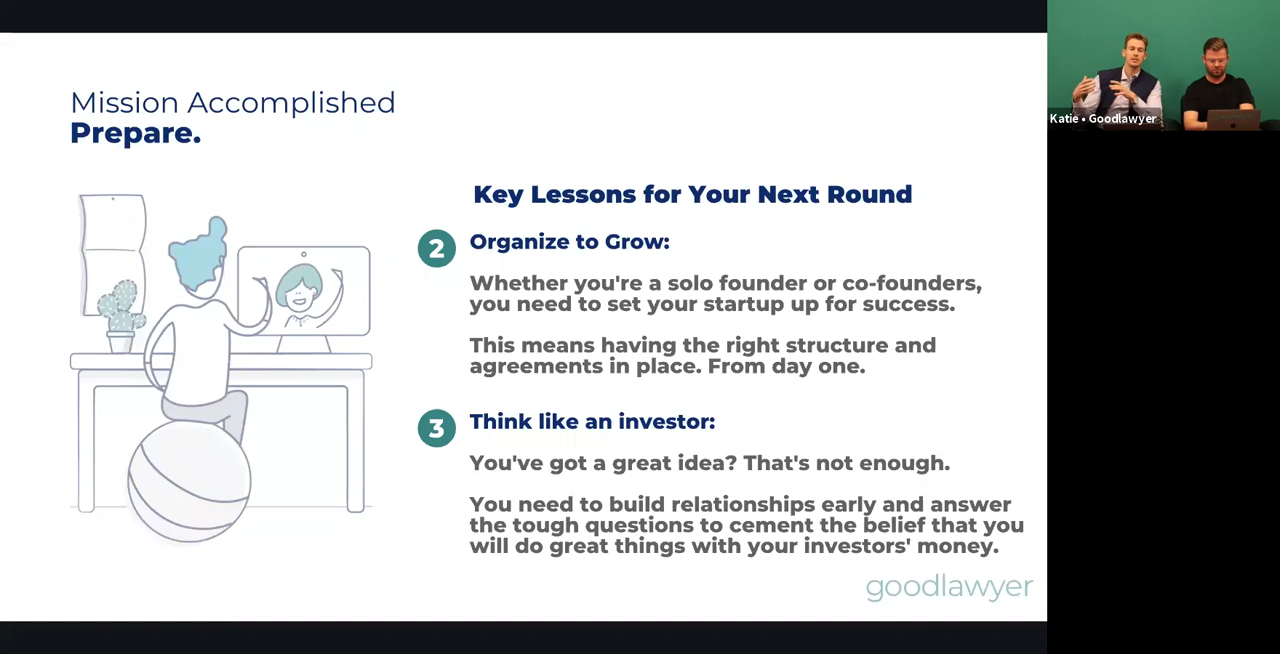 Mission Accomplished
Prepare.
Key Lessons for Your Next Round
2
Organize to Grow:
Whether you're a solo founder or co-founders,
you need to set your startup up for success.
This means having the right structure and
agreements in place. From day one.
3
Think like an investor:
You've got a great idea? That's not enough.
You need to build relationships early and answer
the tough questions to cement the belief that you
will do great things with your investors' money.
goodlawyer
Katie • Goodlawyer